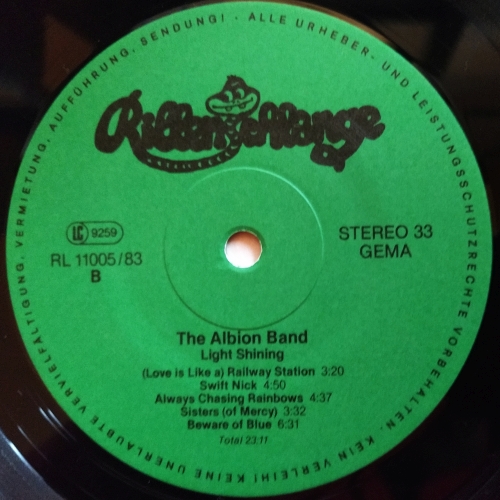 AUFFÜHRUNG, SENDUNG! - ALLE URHEBER- UND LEISTUNGSSCHUTZRECHTE VORBEHALTEN. KEIN VERLEIH! KEINE UNERLAUBTE VERVIELFÄLTIGUNG, VERMIETUNG,
Rillenschlange
LC 9259
RL 11005/83
B
STEREO 33
GEMA
The Albion Band
Light Shining
(Love is Like a) Railway Station 3:20
Swift Nick 4:50
Always Chasing Rainbows 4:37
Sisters (of Mercy) 3:32
Beware of Blue 6:31
Total 23:11